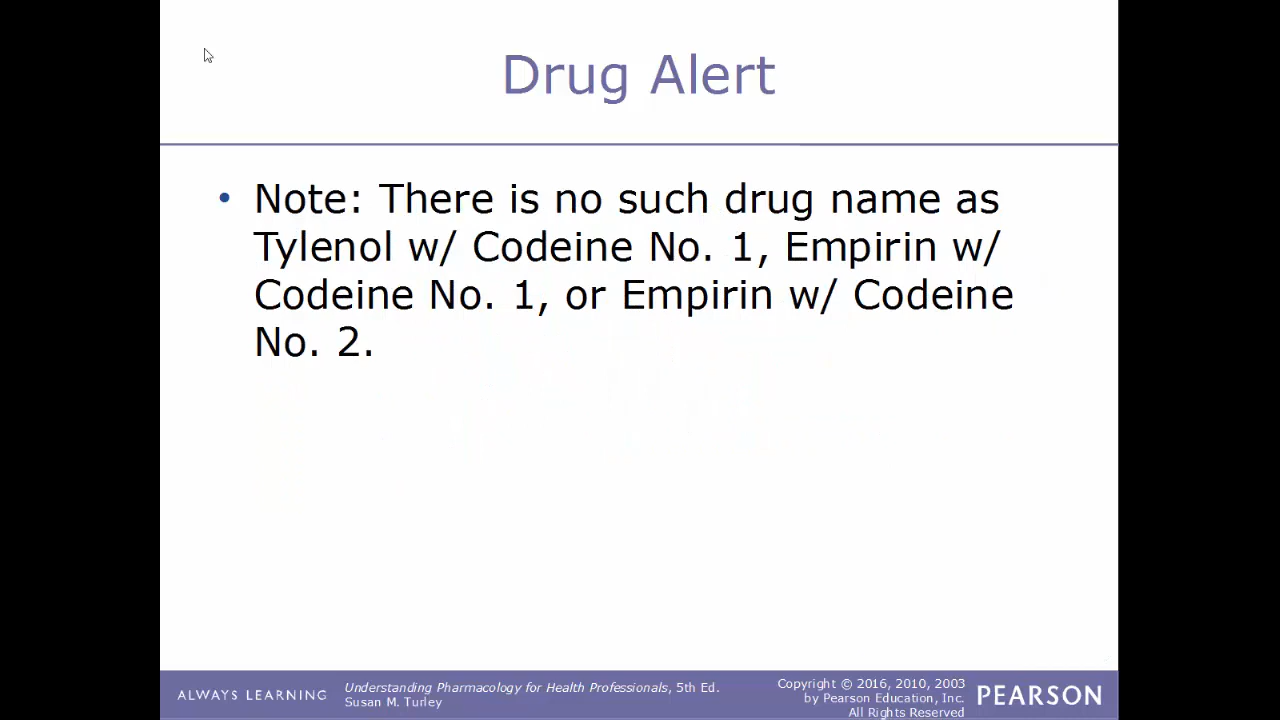 Drug Alert
• Note: There is no such drug name as
Tylenol w/ Codeine No. 1, Empirin w/
Codeine No. 1, or Empirin w/ Codeine
No. 2.
ALWAYS LEARNING
Understanding Pharmacology for Health Professionals, 5th Ed.
Susan M. Turley
Copyright © 2016, 2010, 2003
by Pearson Education, Inc.
All Rights Reserved
PEARSON